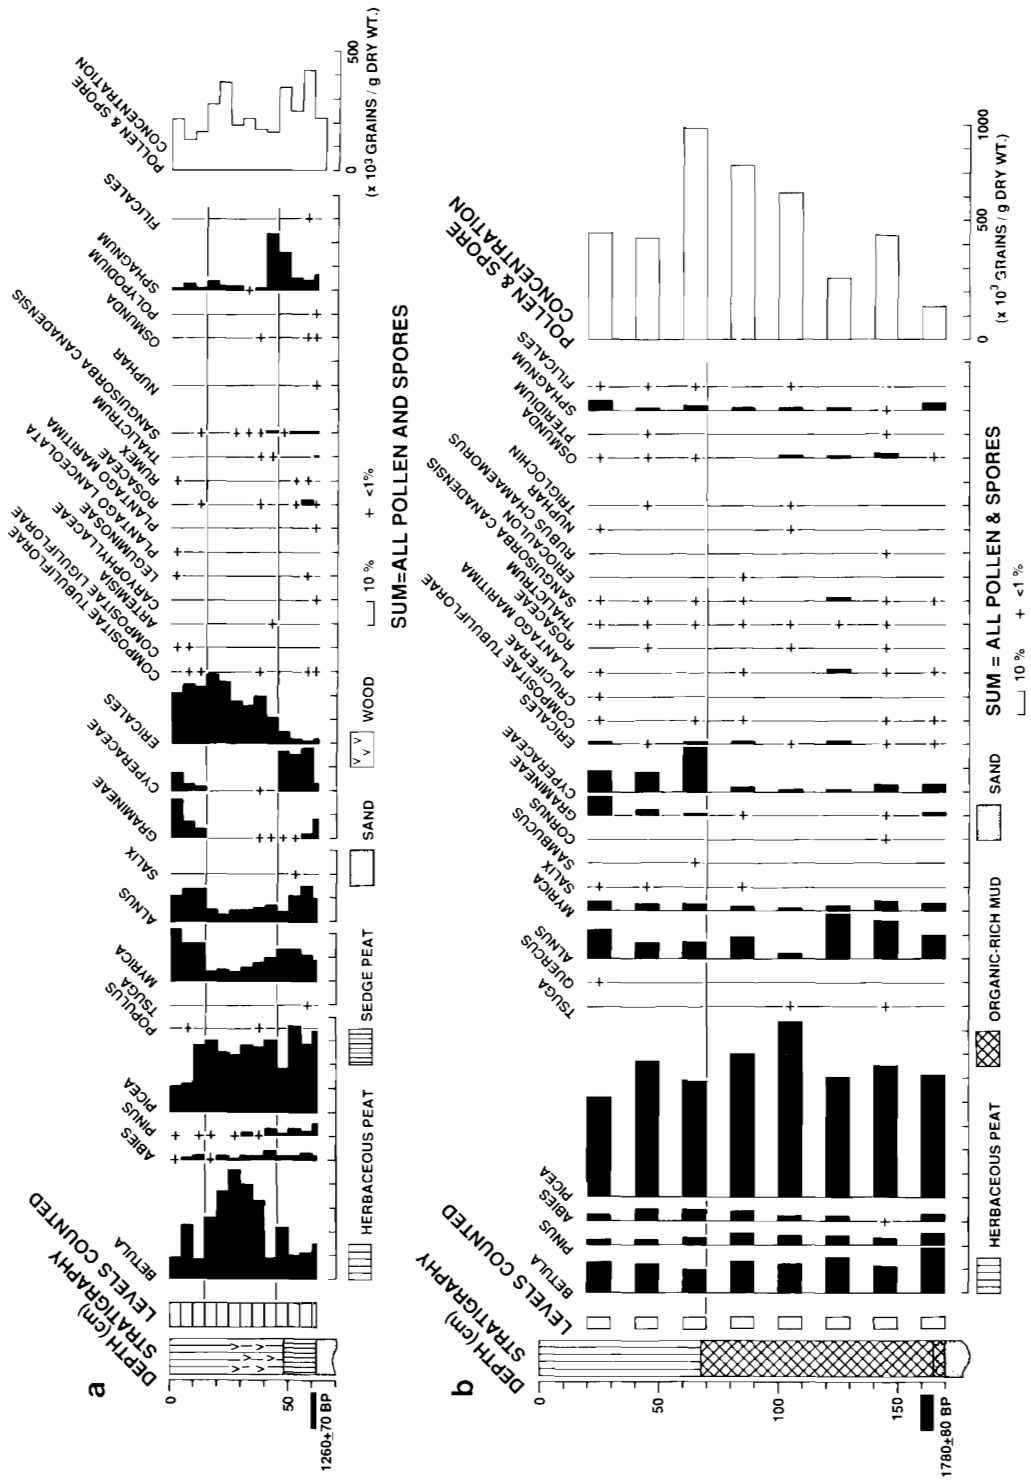 a
DEPTH (cm)
STRATIGRAPHY
LEVELS COUNTED
BETULA
ABIES
PINUS
PICEA
POPULUS
TSUGA
MYRICA
ALNUS
SALIX
GRAMINEAE
CYPERACEAE
ERICALES
COMPOSITAE TUBULIFLORAE
COMPOSITAE LIGULIFLORAE
ARTEMISIA
CARYOPHYLLACEAE
LEGUMINOSAE
PLANTAGO LANCEOLATA
PLANTAGO MARITIMA
ROSACEAE
RUMEX
THALICTRUM
SANGUISORBA CANADENSIS
NUPHAR
OSMUNDA
POLYPODIUM
SPHAGNUM
FILICALES
POLLEN & SPORE
CONCENTRATION
0
50
1260±70 BP
0 500
(x 10³ GRAINS / g DRY WT.)
HERBACEOUS PEAT
SEDGE PEAT
SAND
V V V WOOD
10 % + <1%
SUM=ALL POLLEN AND SPORES
b
DEPTH (cm)
STRATIGRAPHY
LEVELS COUNTED
BETULA
PINUS
ABIES
PICEA
TSUGA
QUERCUS
ALNUS
MYRICA
SALIX
SAMBUCUS
CORNUS
GRAMINEAE
CYPERACEAE
ERICALES
COMPOSITAE TUBULIFLORAE
CRUCIFERAE
PLANTAGO MARITIMA
ROSACEAE
THALICTRUM
SANGUISORBA CANADENSIS
ERIOCAULON
RUBUS CHAMAEMORUS
NUPHAR
TRIGLOCHIN
OSMUNDA
PTERIDIUM
SPHAGNUM
FILICALES
POLLEN & SPORE
CONCENTRATION
0
50
100
150
1780±80 BP
0 500 1000
(x 10³ GRAINS / g DRY WT.)
HERBACEOUS PEAT
ORGANIC-RICH MUD
SAND
SUM = ALL POLLEN & SPORES
10 % + <1 %